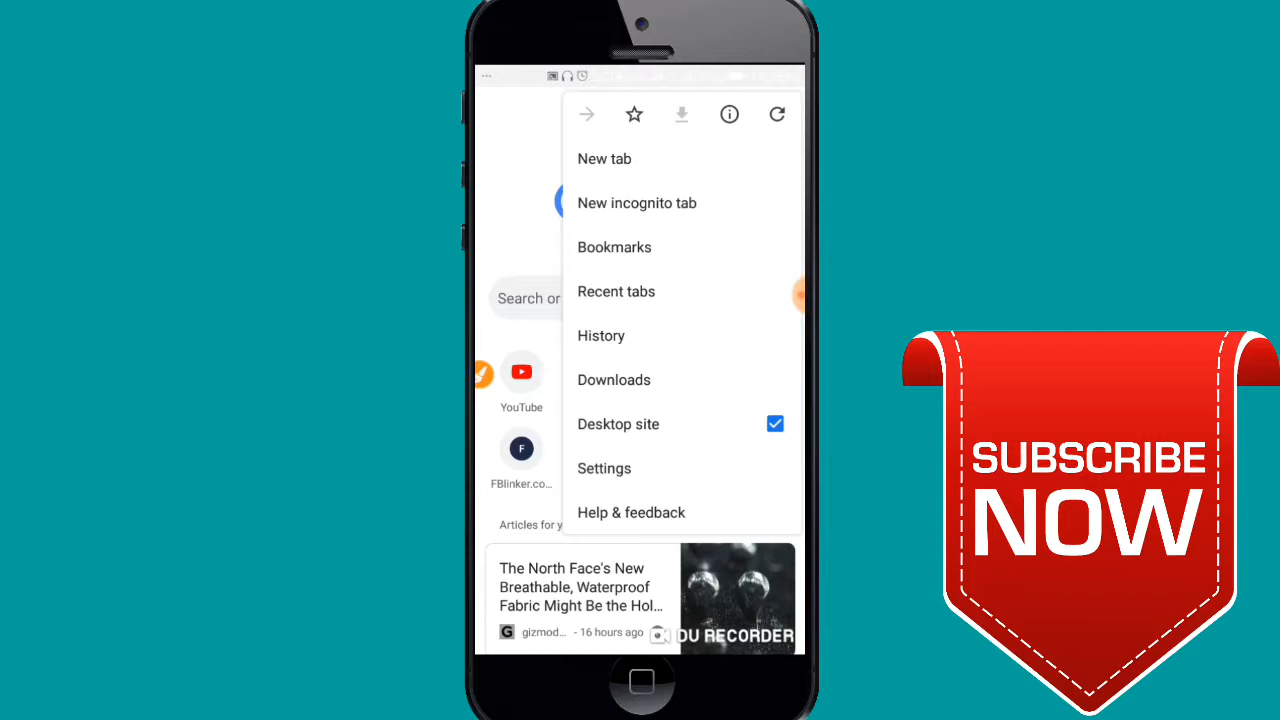 New tab
New incognito tab
Bookmarks
Search or
Recent tabs
History
Downloads
YouTube
Desktop site
Settings
F
FBlinker.co...
Help & feedback
Articles for y
The North Face's New
Breathable, Waterproof
Fabric Might Be the Hol...
G gizmod... - 16 hours ago
DU RECORDER
SUBSCRIBE
NOW